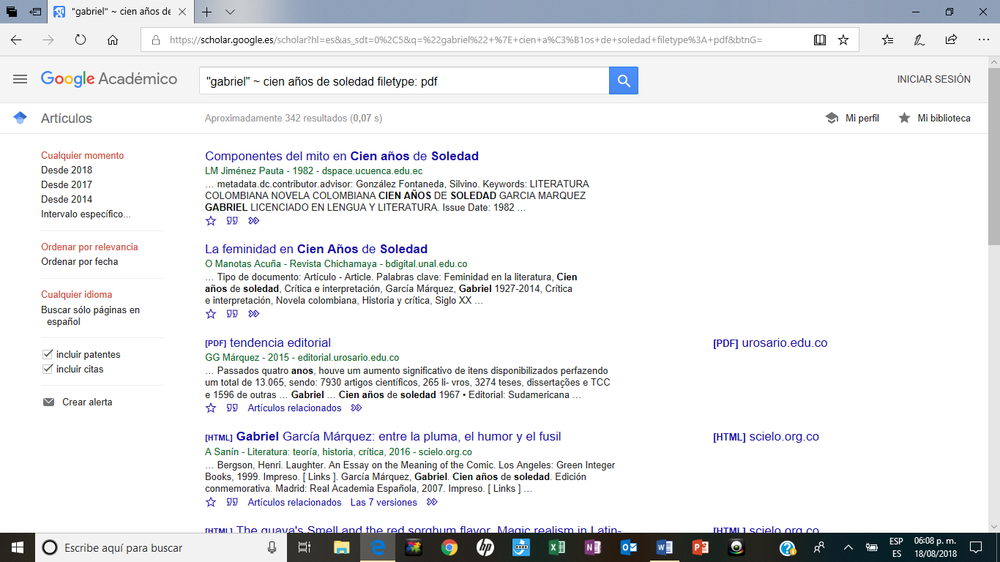 "gabriel" ~ cien años de
https://scholar.google.es/scholar?hl=es&as_sdt=0%2C5&q=%22gabriel%22+%7E+cien+a%C3%B1os+de+soledad+filetype%3A+pdf&btnG=
Google Académico
"gabriel" ~ cien años de soledad filetype: pdf
INICIAR SESIÓN
Artículos
Aproximadamente 342 resultados (0,07 s)
Mi perfil
Mi biblioteca
Cualquier momento
Desde 2018
Desde 2017
Desde 2014
Intervalo específico...
Ordenar por relevancia
Ordenar por fecha
Cualquier idioma
Buscar sólo páginas en
español
incluir patentes
incluir citas
Crear alerta
Componentes del mito en Cien años de Soledad
LM Jiménez Pauta - 1982 - dspace.ucuenca.edu.ec
… metadata.dc.contributor.advisor: González Fontaneda, Silvino. Keywords: LITERATURA
COLOMBIANA NOVELA COLOMBIANA CIEN AÑOS DE SOLEDAD GARCIA MARQUEZ
GABRIEL LICENCIADO EN LENGUA Y LITERATURA. Issue Date: 1982 …
La feminidad en Cien Años de Soledad
O Manotas Acuña - Revista Chichamaya - bdigital.unal.edu.co
… Tipo de documento: Artículo - Article. Palabras clave: Feminidad en la literatura, Cien
años de soledad, Crítica e interpretación, García Márquez, Gabriel 1927-2014, Crítica
e interpretación, Novela colombiana, Historia y crítica, Siglo XX …
[PDF] tendencia editorial
[PDF] urosario.edu.co
GG Márquez - 2015 - editorial.urosario.edu.co
… Passados quatro anos, houve um aumento significativo de itens disponibilizados perfazendo
um total de 13.065, sendo: 7930 artigos científicos, 265 li- vros, 3274 teses, dissertações e TCC
e 1596 de outras … Gabriel … Cien años de soledad 1967 • Editorial: Sudamericana …
Artículos relacionados
[HTML] Gabriel García Márquez: entre la pluma, el humor y el fusil
[HTML] scielo.org.co
A Sanín - Literatura: teoría, historia, crítica, 2016 - scielo.org.co
… Bergson, Henri. Laughter. An Essay on the Meaning of the Comic. Los Angeles: Green Integer
Books, 1999. Impreso. [ Links ]. García Márquez, Gabriel. Cien años de soledad. Edición
conmemorativa. Madrid: Real Academia Española, 2007. Impreso. [ Links ] …
Artículos relacionados Las 7 versiones
[HTML] The guava's Smell and the red sorghum flavor. Magic realism in Latin-
[HTML] scielo.org.co
Escribe aquí para buscar
ESP
ES
06:08 p. m.
18/08/2018